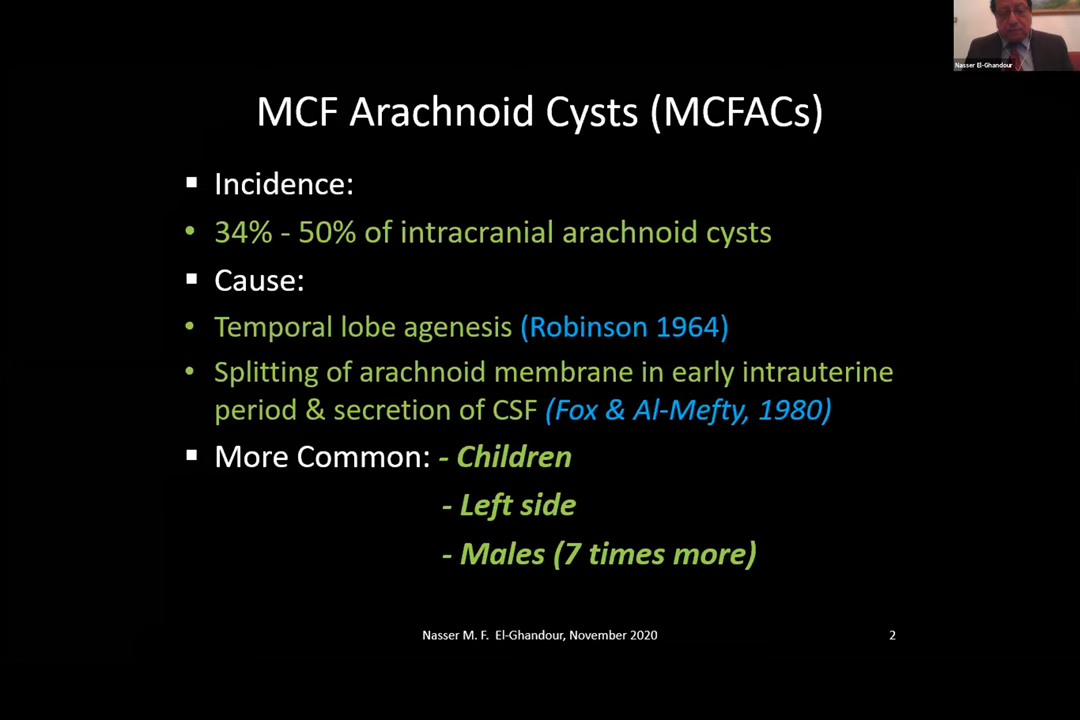 Nasser El-Ghandour
MCF Arachnoid Cysts (MCFACs)
▪ Incidence:
• 34% - 50% of intracranial arachnoid cysts
▪ Cause:
• Temporal lobe agenesis (Robinson 1964)
• Splitting of arachnoid membrane in early intrauterine
period & secretion of CSF (Fox & Al-Mefty, 1980)
▪ More Common: - Children
- Left side
- Males (7 times more)
Nasser M. F. El-Ghandour, November 2020 2